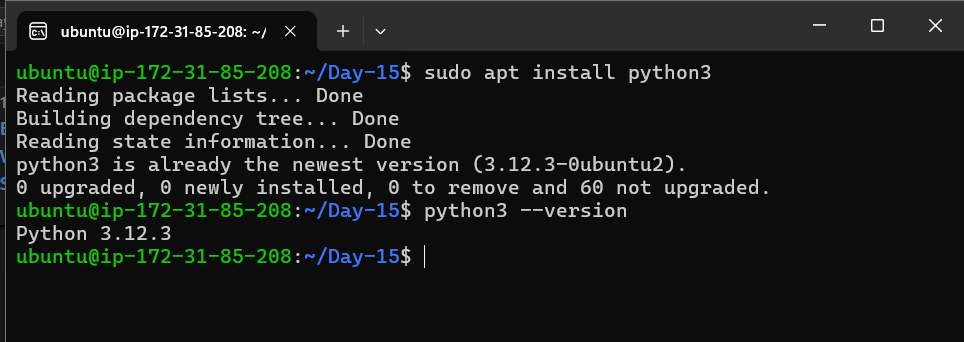 ubuntu@ip-172-31-85-208: ~/
ubuntu@ip-172-31-85-208:~/Day-15$ sudo apt install python3
Reading package lists... Done
Building dependency tree... Done
Reading state information... Done
python3 is already the newest version (3.12.3-0ubuntu2).
0 upgraded, 0 newly installed, 0 to remove and 60 not upgraded.
ubuntu@ip-172-31-85-208:~/Day-15$ python3 --version
Python 3.12.3
ubuntu@ip-172-31-85-208:~/Day-15$